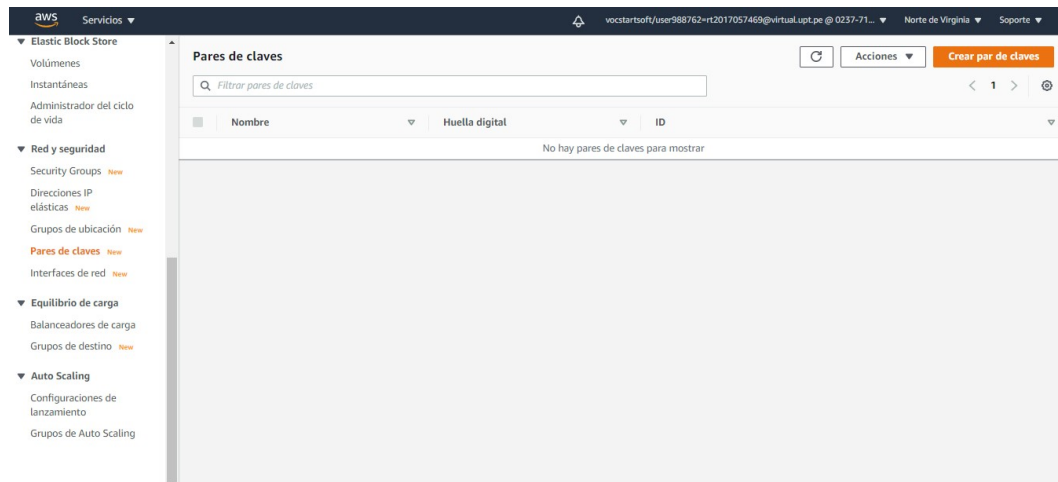 aws
Servicios
vocstartsoft/user988762=rt2017057469@virtual.upt.pe @ 0237-71...
Norte de Virginia
Soporte
Elastic Block Store
Volúmenes
Instantáneas
Administrador del ciclo
de vida
Red y seguridad
Security Groups New
Direcciones IP
elásticas New
Grupos de ubicación New
Pares de claves New
Interfaces de red New
Equilibrio de carga
Balanceadores de carga
Grupos de destino New
Auto Scaling
Configuraciones de
lanzamiento
Grupos de Auto Scaling
Pares de claves
Acciones
Crear par de claves
Filtrar pares de claves
1
Nombre
Huella digital
ID
No hay pares de claves para mostrar